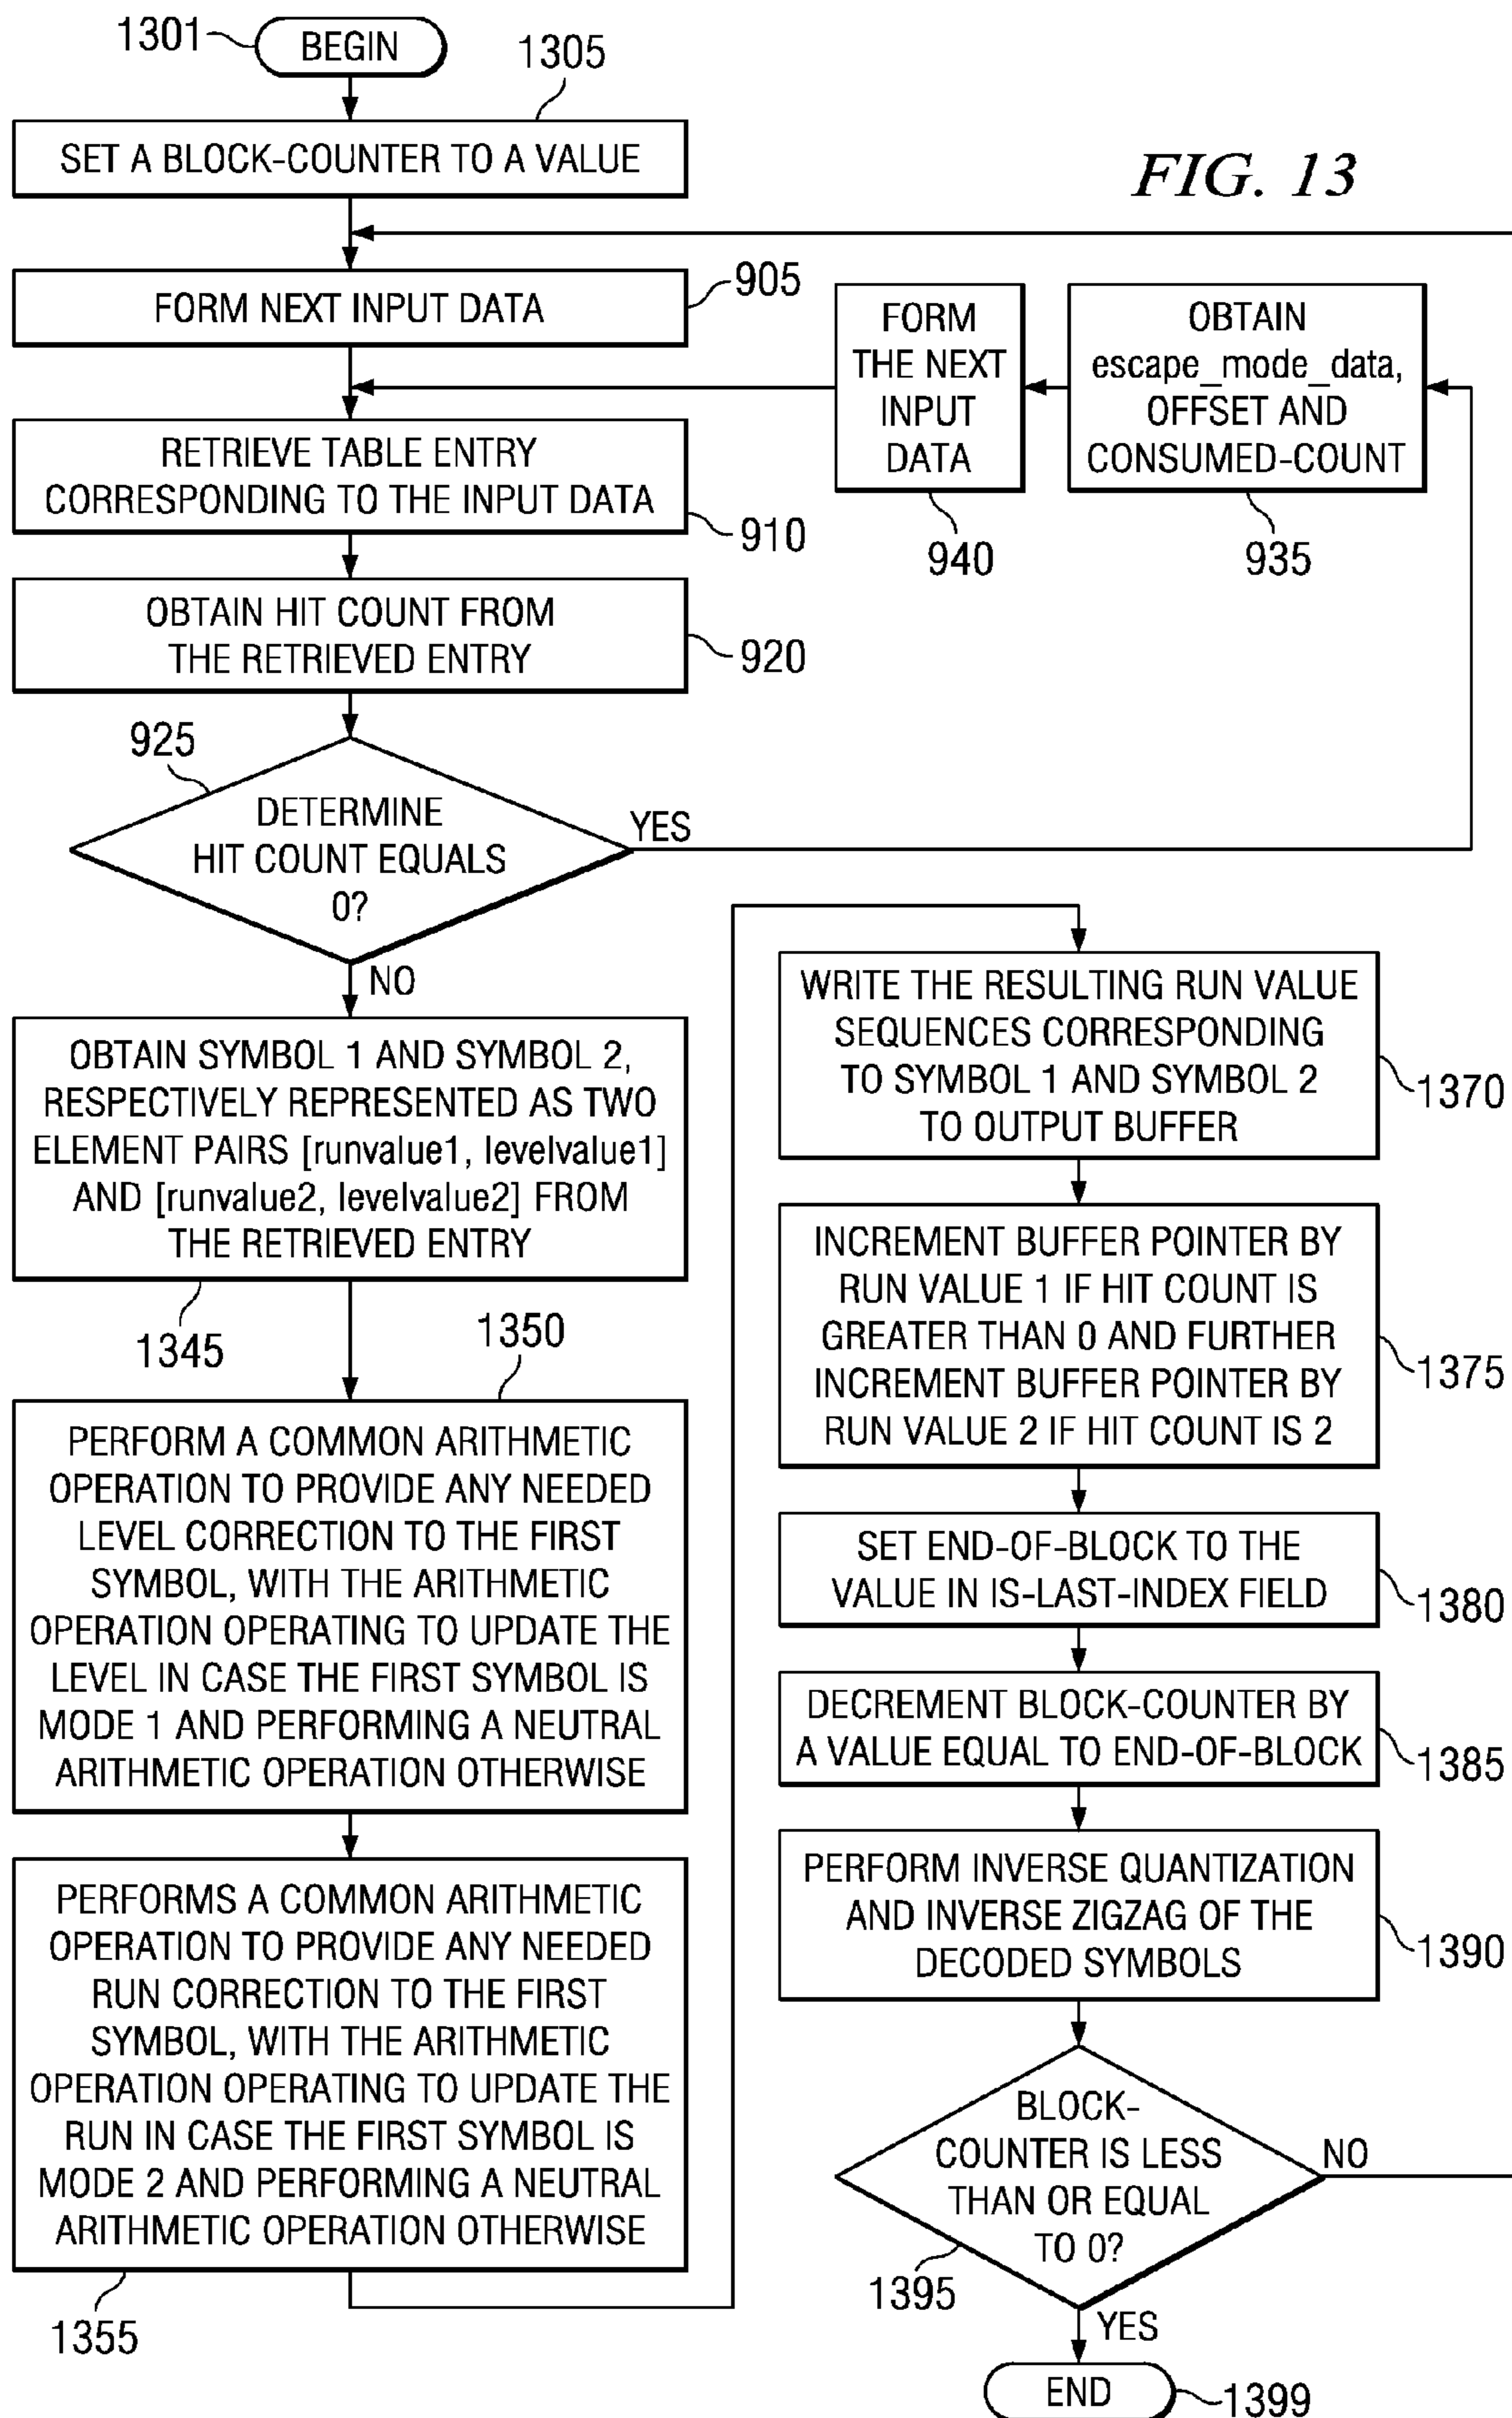 1301
BEGIN
1305
SET A BLOCK-COUNTER TO A VALUE
FIG. 13
FORM NEXT INPUT DATA
905
RETRIEVE TABLE ENTRY
CORRESPONDING TO THE INPUT DATA
910
FORM
THE NEXT
INPUT
DATA
940
OBTAIN
escape_mode_data,
OFFSET AND
CONSUMED-COUNT
935
OBTAIN HIT COUNT FROM
THE RETRIEVED ENTRY
920
925
DETERMINE
HIT COUNT EQUALS
0?
YES
NO
OBTAIN SYMBOL 1 AND SYMBOL 2,
RESPECTIVELY REPRESENTED AS TWO
ELEMENT PAIRS [runvalue1, levelvalue1]
AND [runvalue2, levelvalue2] FROM
THE RETRIEVED ENTRY
1345
1350
PERFORM A COMMON ARITHMETIC
OPERATION TO PROVIDE ANY NEEDED
LEVEL CORRECTION TO THE FIRST
SYMBOL, WITH THE ARITHMETIC
OPERATION OPERATING TO UPDATE THE
LEVEL IN CASE THE FIRST SYMBOL IS
MODE 1 AND PERFORMING A NEUTRAL
ARITHMETIC OPERATION OTHERWISE
PERFORMS A COMMON ARITHMETIC
OPERATION TO PROVIDE ANY NEEDED
RUN CORRECTION TO THE FIRST
SYMBOL, WITH THE ARITHMETIC
OPERATION OPERATING TO UPDATE THE
RUN IN CASE THE FIRST SYMBOL IS
MODE 2 AND PERFORMING A NEUTRAL
ARITHMETIC OPERATION OTHERWISE
1355
WRITE THE RESULTING RUN VALUE
SEQUENCES CORRESPONDING
TO SYMBOL 1 AND SYMBOL 2
TO OUTPUT BUFFER
1370
INCREMENT BUFFER POINTER BY
RUN VALUE 1 IF HIT COUNT IS
GREATER THAN 0 AND FURTHER
INCREMENT BUFFER POINTER BY
RUN VALUE 2 IF HIT COUNT IS 2
1375
SET END-OF-BLOCK TO THE
VALUE IN IS-LAST-INDEX FIELD
1380
DECREMENT BLOCK-COUNTER BY
A VALUE EQUAL TO END-OF-BLOCK
1385
PERFORM INVERSE QUANTIZATION
AND INVERSE ZIGZAG OF THE
DECODED SYMBOLS
1390
BLOCK-
COUNTER IS LESS
THAN OR EQUAL
TO 0?
NO
1395
YES
END
1399